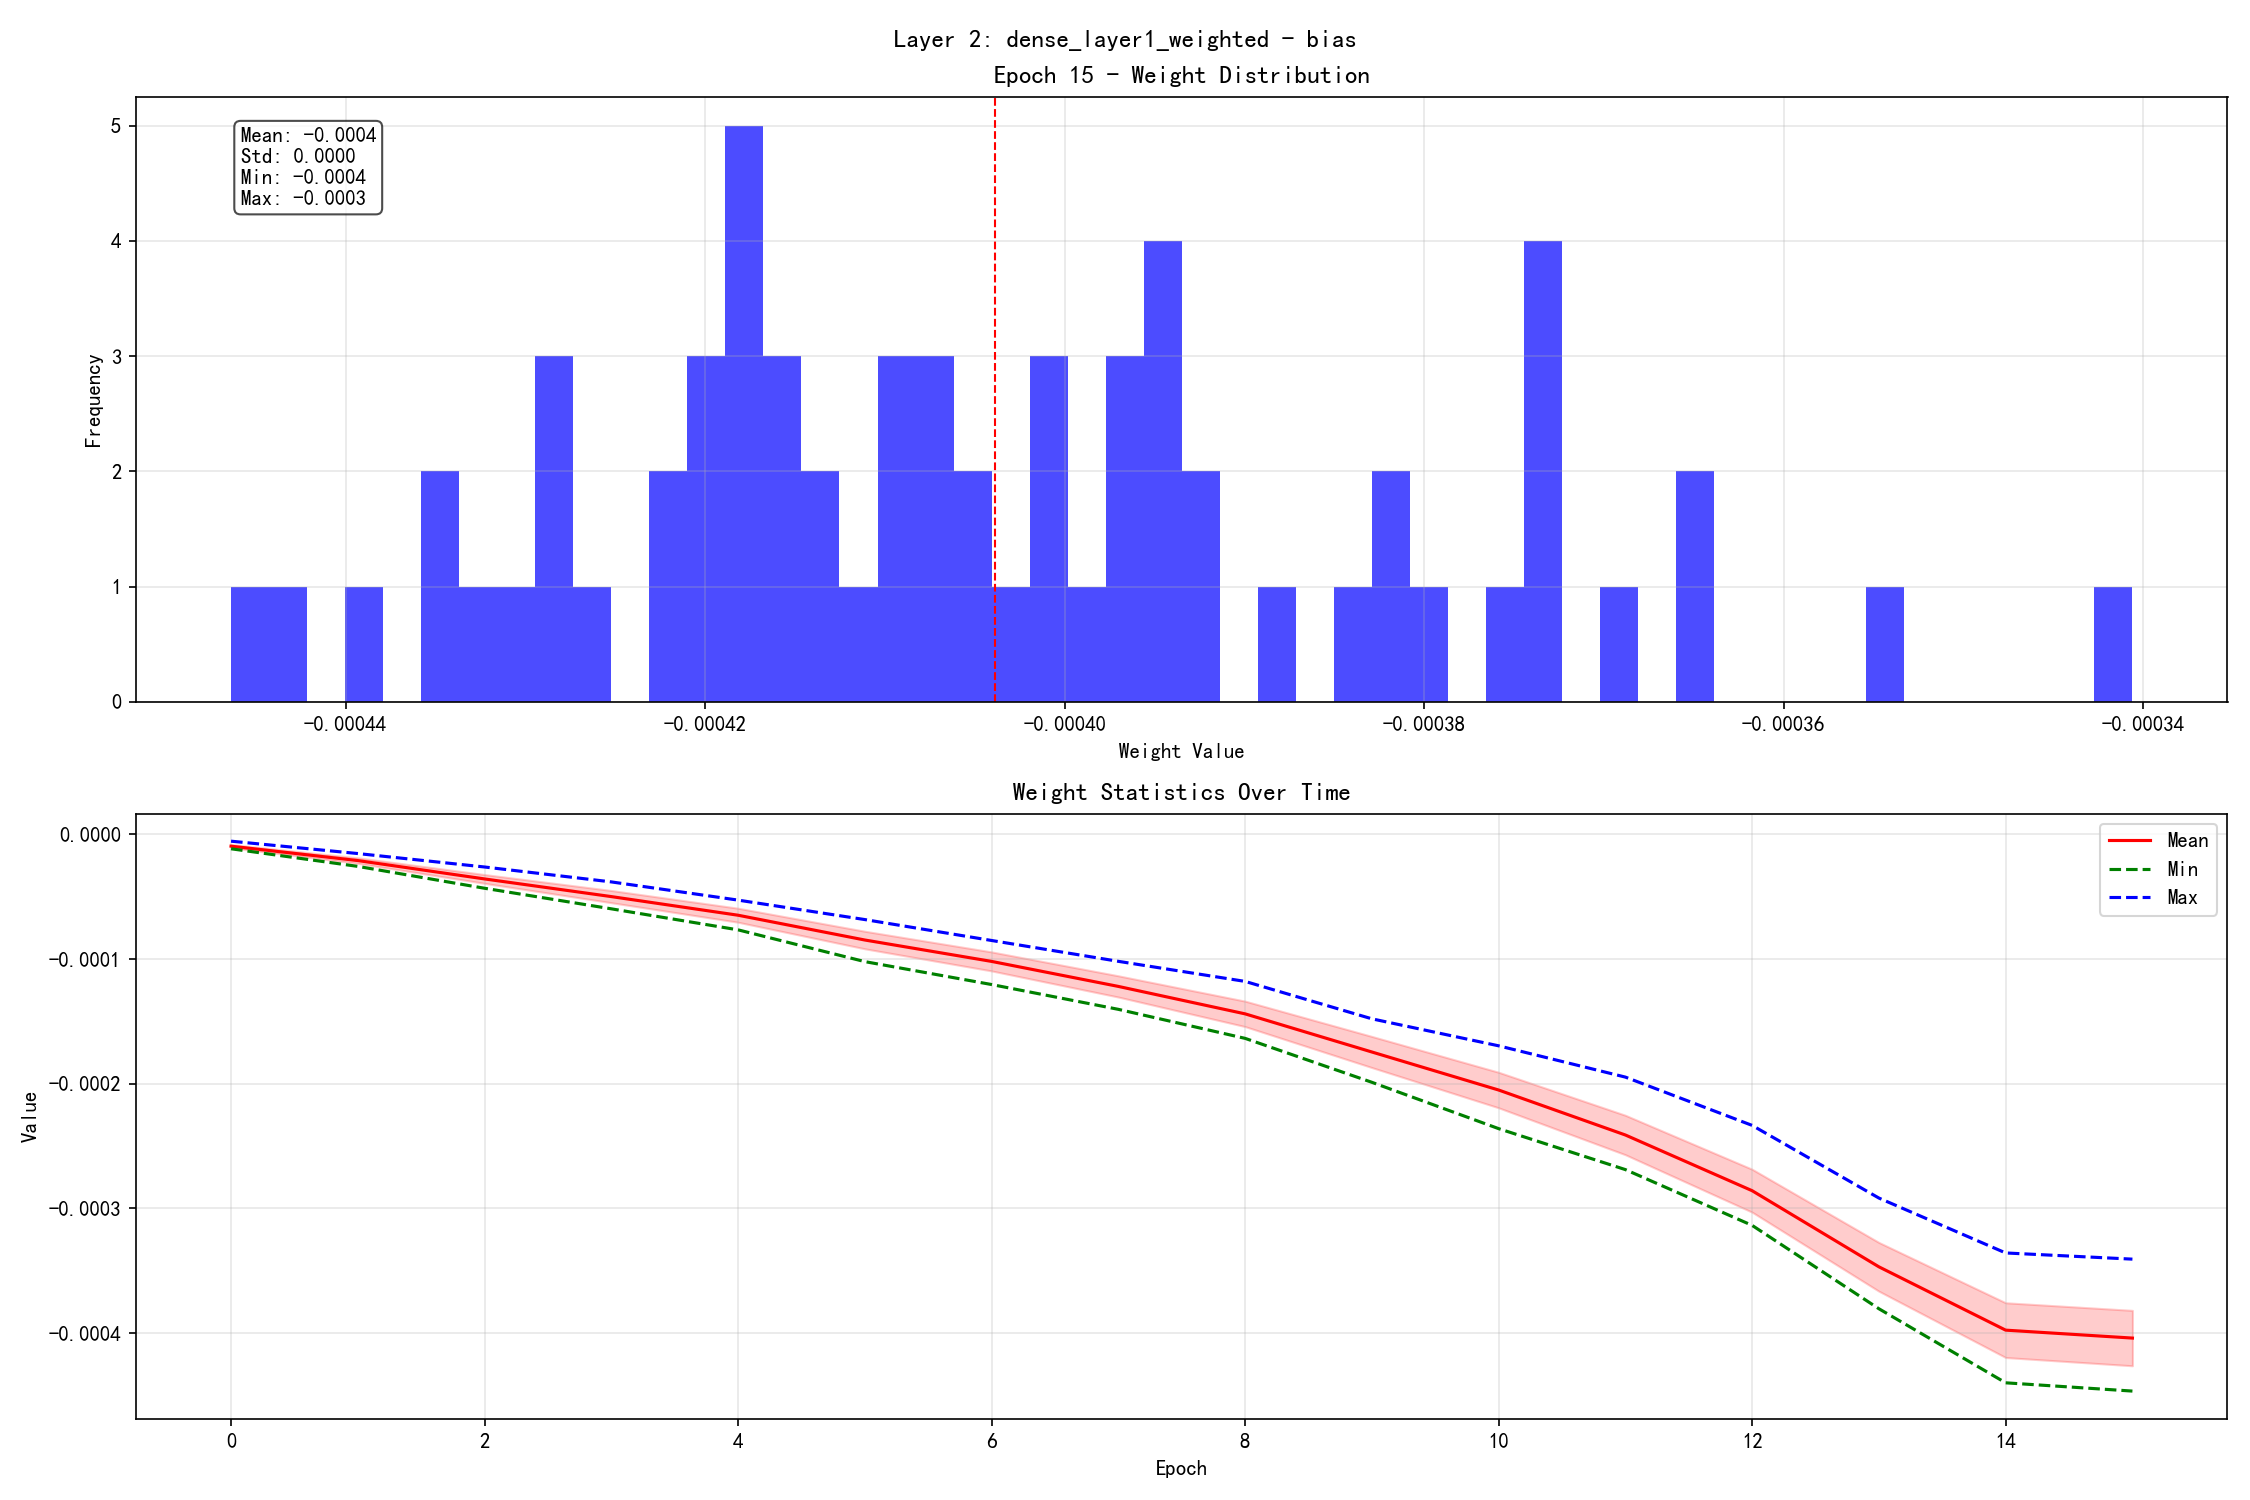 Layer 2: dense_layer1_weighted - bias
Epoch 15 - Weight Distribution
Mean: -0.0004
Std: 0.0000
Min: -0.0004
Max: -0.0003
5
4
3
2
1
0
Frequency
-0.00044 -0.00042 -0.00040 -0.00038 -0.00036 -0.00034
Weight Value
Weight Statistics Over Time
0.0000
-0.0001
-0.0002
-0.0003
-0.0004
Value
Mean
Min
Max
0 2 4 6 8 10 12 14
Epoch